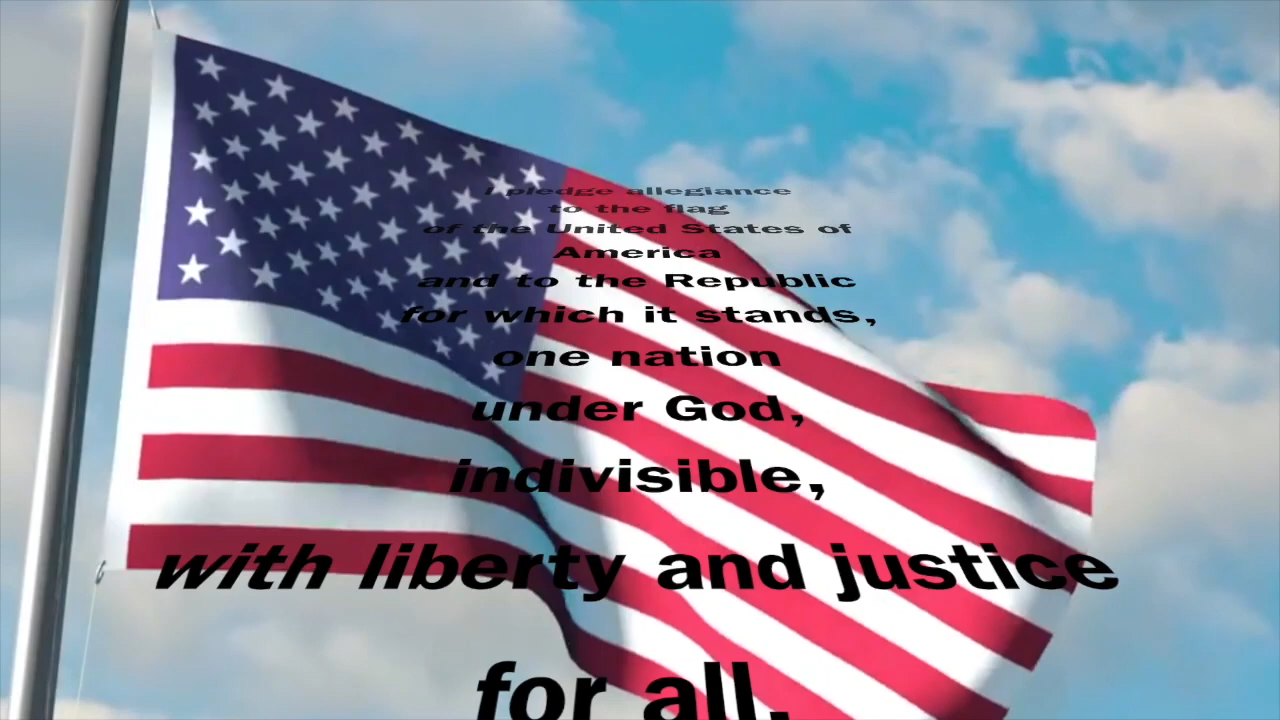 I pledge allegiance
to the flag
of the United States of
America
and to the Republic
for which it stands,
one nation
under God,
indivisible,
with liberty and justice
for all.